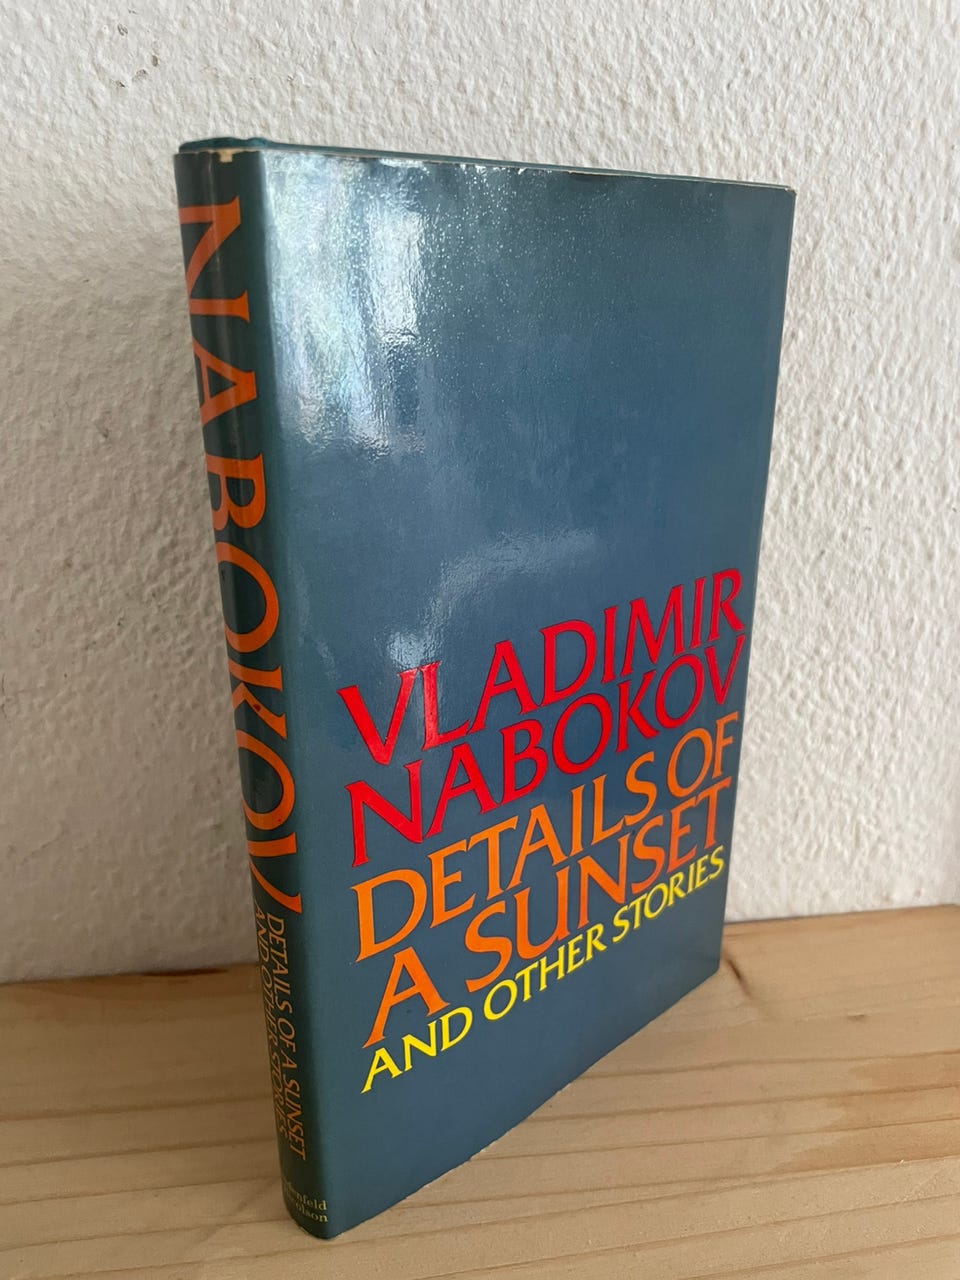 NABOKOV
DETAILS OF A SUNSET
AND OTHER STORIES
VLADIMIR
NABOKOV
DETAILS OF
A SUNSET
AND OTHER STORIES